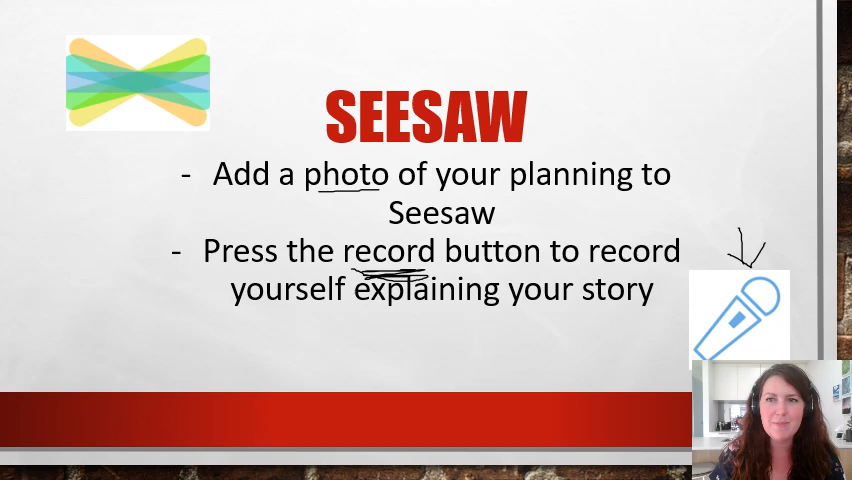 SEESAW
- Add a photo of your planning to
Seesaw
- Press the record button to record
yourself explaining your story